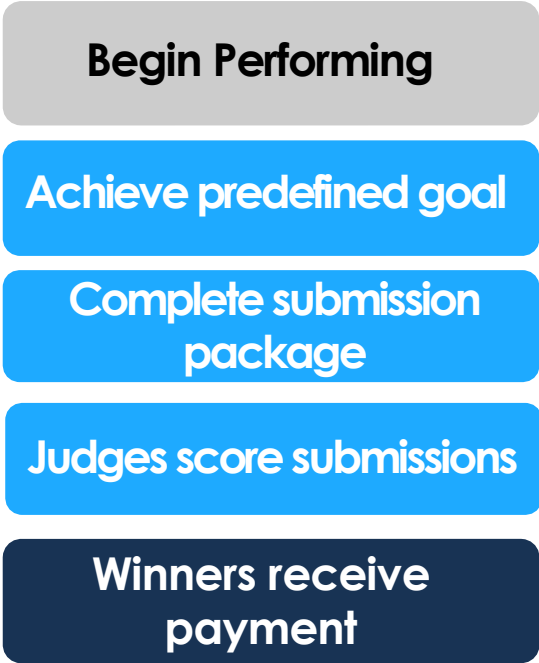 Begin Performing
Achieve predefined goal
Complete submission
package
Judges score submissions
Winners receive
payment